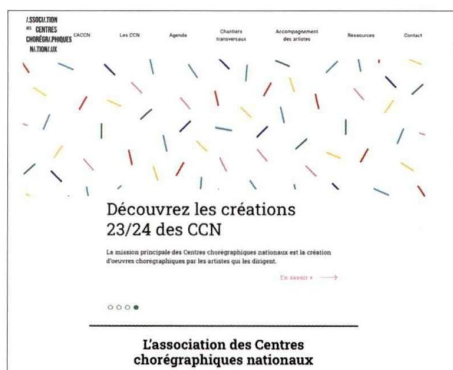 ASSOCIATION
DES CENTRES
CHORÉGRAPHIQUES
NATIONAUX
L'ACCN
Les CCN
Agenda
Chantiers
transversaux
Accompagnement
des artistes
Ressources
Contact
Découvrez les créations
23/24 des CCN
La mission principale des Centres chorégraphiques nationaux est la création
d'oeuvres chorégraphiques par les artistes qui les dirigent.
En savoir +
L'association des Centres
chorégraphiques nationaux